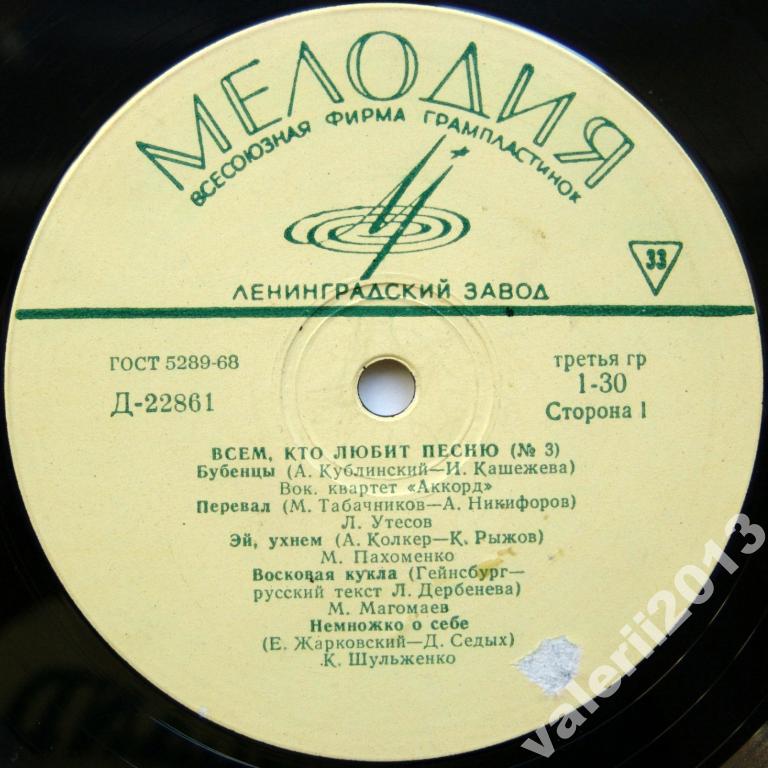 МЕЛОДИЯ
ВСЕСОЮЗНАЯ ФИРМА ГРАМПЛАСТИНОК
33
ЛЕНИНГРАДСКИЙ ЗАВОД
ГОСТ 5289-68
Д-22861
третья гр
1-30
Сторона 1
ВСЕМ, КТО ЛЮБИТ ПЕСНЮ (№ 3)
Бубенцы (А. Кублинский—И. Кашежева)
Вок. квартет «Аккорд»
Перевал (М. Табачников—А. Никифоров)
Л. Утесов
Эй, ухнем (А. Колкер—К. Рыжов)
М. Пахоменко
Восковая кукла (Гейнсбург—
русский текст Л. Дербенева)
М. Магомаев
Немножко о себе
(Е. Жарковский—Д. Седых)
К. Шульженко
valerii2013